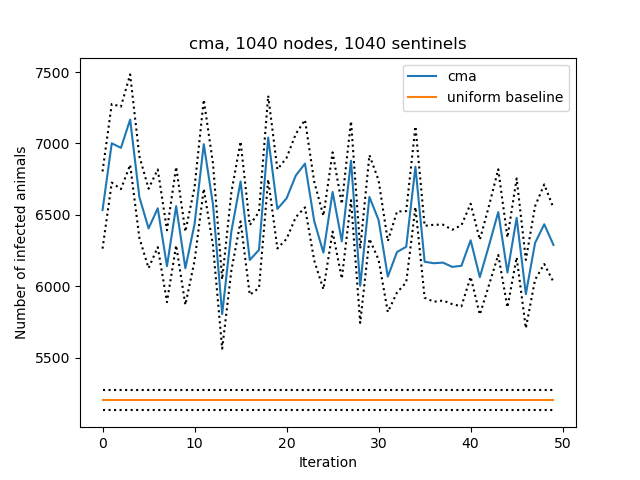 cma, 1040 nodes, 1040 sentinels
cma
uniform baseline
Number of infected animals
7500
7000
6500
6000
5500
0 10 20 30 40 50
Iteration